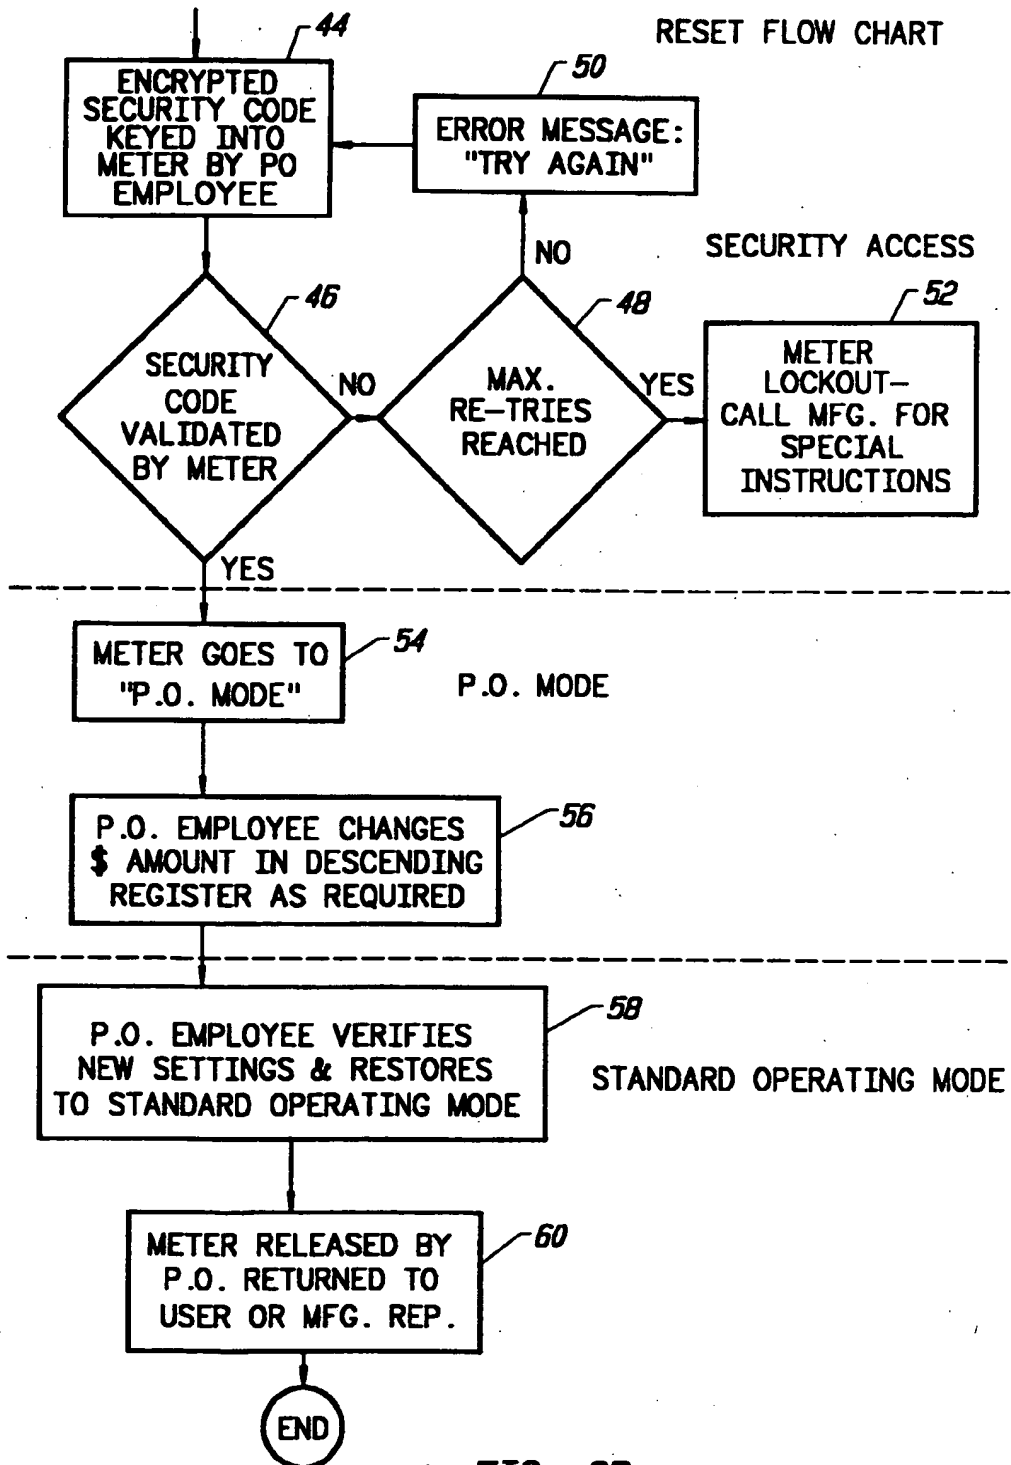 RESET FLOW CHART
44
ENCRYPTED
SECURITY CODE
KEYED INTO
METER BY PO
EMPLOYEE
50
ERROR MESSAGE:
"TRY AGAIN"
NO
SECURITY ACCESS
46
SECURITY
CODE
VALIDATED
BY METER
NO
48
MAX.
RE-TRIES
REACHED
YES
52
METER
LOCKOUT-
CALL MFG. FOR
SPECIAL
INSTRUCTIONS
YES
54
METER GOES TO
"P.O. MODE"
P.O. MODE
56
P.O. EMPLOYEE CHANGES
$ AMOUNT IN DESCENDING
REGISTER AS REQUIRED
58
P.O. EMPLOYEE VERIFIES
NEW SETTINGS & RESTORES
TO STANDARD OPERATING MODE
STANDARD OPERATING MODE
60
METER RELEASED BY
P.O. RETURNED TO
USER OR MFG. REP.
END